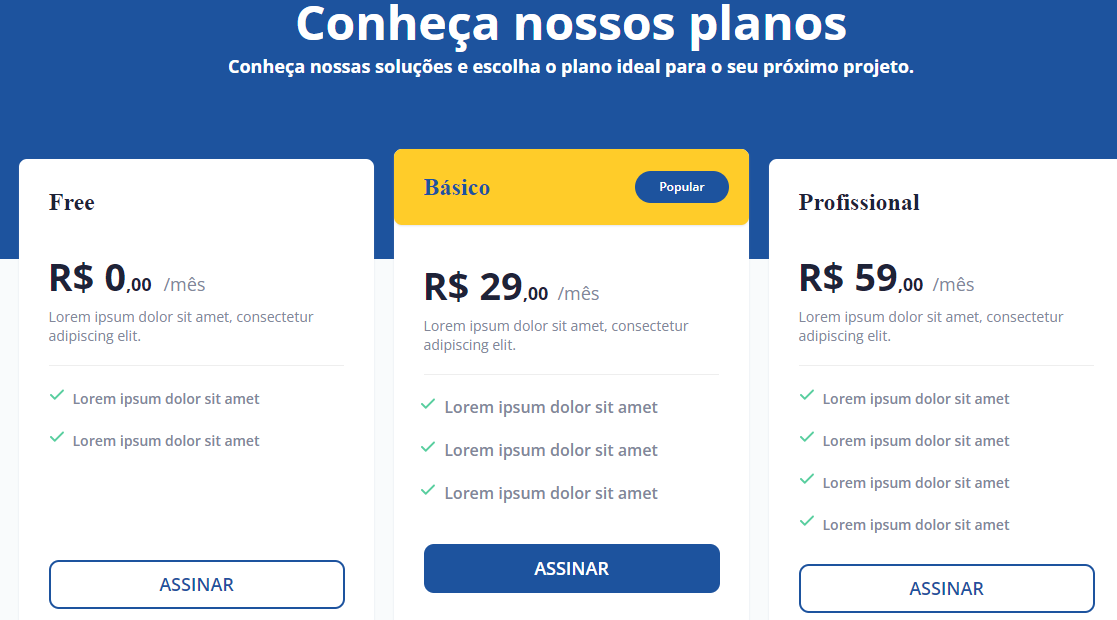 Conheça nossos planos
Conheça nossas soluções e escolha o plano ideal para o seu próximo projeto.
Free
R$ 0,00 /mês
Lorem ipsum dolor sit amet, consectetur
adipiscing elit.
Lorem ipsum dolor sit amet
Lorem ipsum dolor sit amet
ASSINAR
Básico
Popular
R$ 29,00 /mês
Lorem ipsum dolor sit amet, consectetur
adipiscing elit.
Lorem ipsum dolor sit amet
Lorem ipsum dolor sit amet
Lorem ipsum dolor sit amet
ASSINAR
Profissional
R$ 59,00 /mês
Lorem ipsum dolor sit amet, consectetur
adipiscing elit.
Lorem ipsum dolor sit amet
Lorem ipsum dolor sit amet
Lorem ipsum dolor sit amet
Lorem ipsum dolor sit amet
ASSINAR